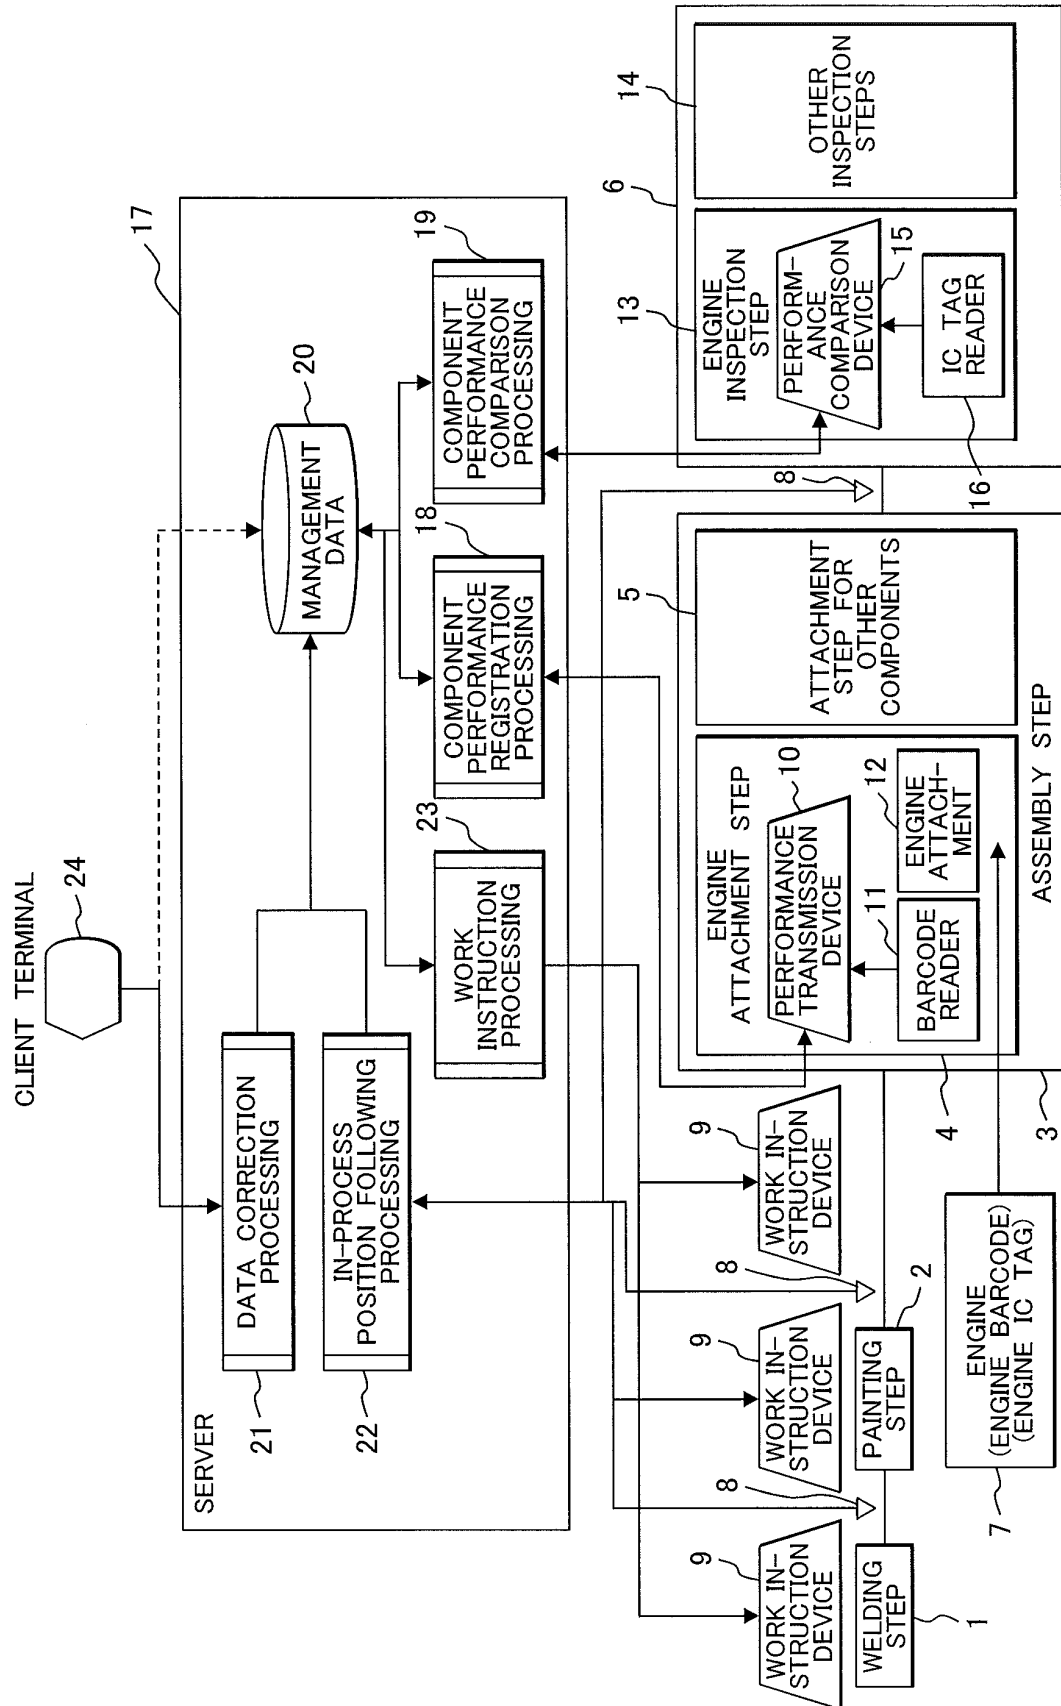 CLIENT TERMINAL
24
17
SERVER
21
DATA CORRECTION
PROCESSING
22
IN-PROCESS
POSITION FOLLOWING
PROCESSING
20
MANAGEMENT
DATA
23
WORK
INSTRUCTION
PROCESSING
18
COMPONENT
PERFORMANCE
REGISTRATION
PROCESSING
19
COMPONENT
PERFORMANCE
COMPARISON
PROCESSING
9
WORK IN-
STRUCTION
DEVICE
8
9
WORK IN-
STRUCTION
DEVICE
8
9
WORK IN-
STRUCTION
DEVICE
WELDING
STEP
1
PAINTING
STEP
2
7
ENGINE
(ENGINE BARCODE)
(ENGINE IC TAG)
3
4
ENGINE
ATTACHMENT STEP
PERFORMANCE
TRANSMISSION
DEVICE
10
11
BARCODE
READER
12
ENGINE
ATTACH-
MENT
5
ATTACHMENT
STEP FOR
OTHER
COMPONENTS
ASSEMBLY STEP
8
6
13
ENGINE
INSPECTION
STEP
PERFORM-
ANCE
COMPARISON
DEVICE
15
IC TAG
READER
16
14
OTHER
INSPECTION
STEPS